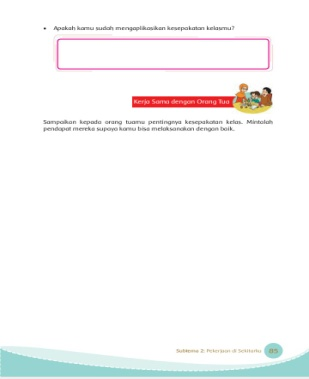 • Apakah kamu sudah mengaplikasikan kesepakatan kelasmu?
Kerja Sama dengan Orang Tua
Sampaikan kepada orang tuamu pentingnya kesepakatan kelas. Mintalah
pendapat mereka supaya kamu bisa melaksanakan dengan baik.
Subtema 2: Pekerjaan di Sekitarku